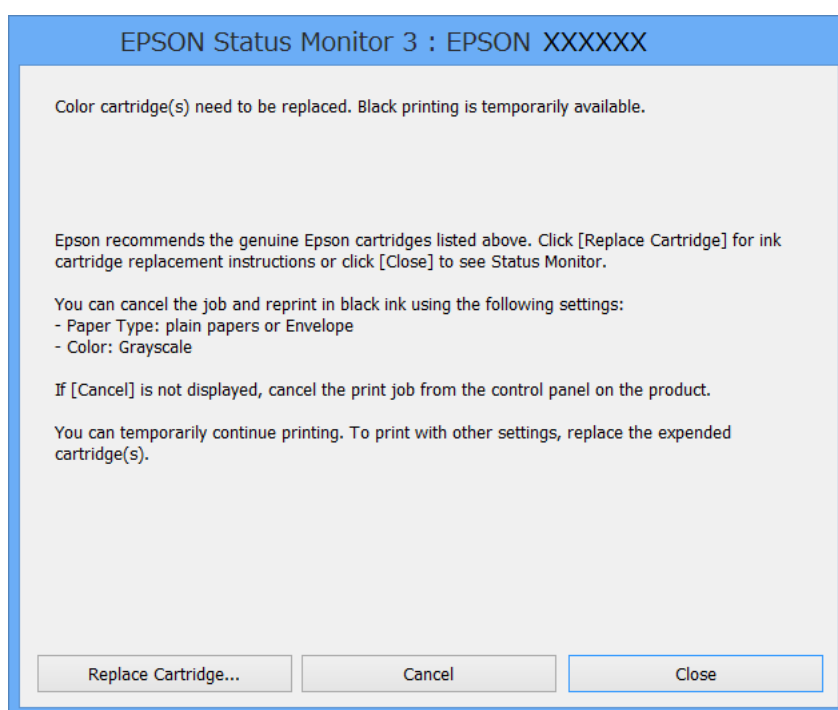 EPSON Status Monitor 3 : EPSON XXXXXX
Color cartridge(s) need to be replaced. Black printing is temporarily available.
Epson recommends the genuine Epson cartridges listed above. Click [Replace Cartridge] for ink
cartridge replacement instructions or click [Close] to see Status Monitor.
You can cancel the job and reprint in black ink using the following settings:
- Paper Type: plain papers or Envelope
- Color: Grayscale
If [Cancel] is not displayed, cancel the print job from the control panel on the product.
You can temporarily continue printing. To print with other settings, replace the expended
cartridge(s).
Replace Cartridge...
Cancel
Close